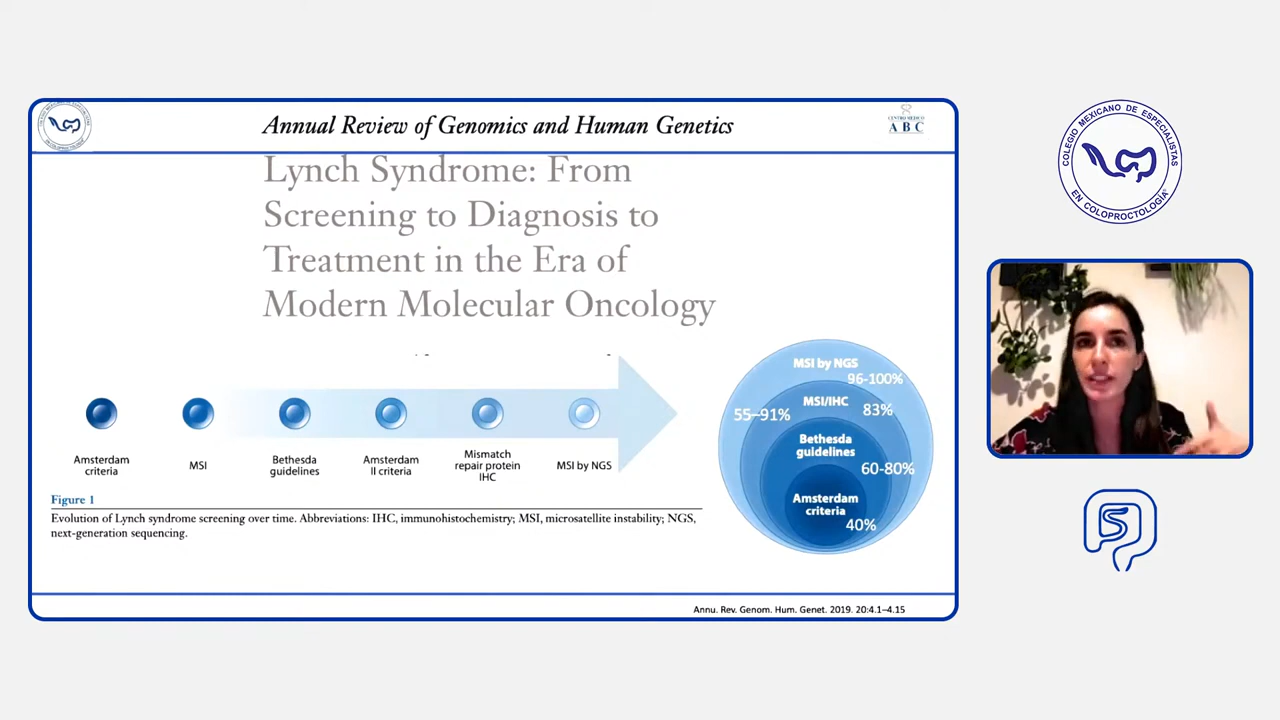 Annual Review of Genomics and Human Genetics
CENTRO MÉDICO
ABC
Lynch Syndrome: From
Screening to Diagnosis to
Treatment in the Era of
Modern Molecular Oncology
Amsterdam
criteria
MSI
Bethesda
guidelines
Amsterdam
II criteria
Mismatch
repair protein
IHC
MSI by NGS
Figure 1
Evolution of Lynch syndrome screening over time. Abbreviations: IHC, immunohistochemistry; MSI, microsatellite instability; NGS,
next-generation sequencing.
MSI by NGS
96-100%
MSI/IHC
55–91%
83%
Bethesda
guidelines
60-80%
Amsterdam
criteria
40%
Annu. Rev. Genom. Hum. Genet. 2019. 20:4.1–4.15
COLEGIO MEXICANO DE ESPECIALISTAS
EN COLOPROCTOLOGÍA